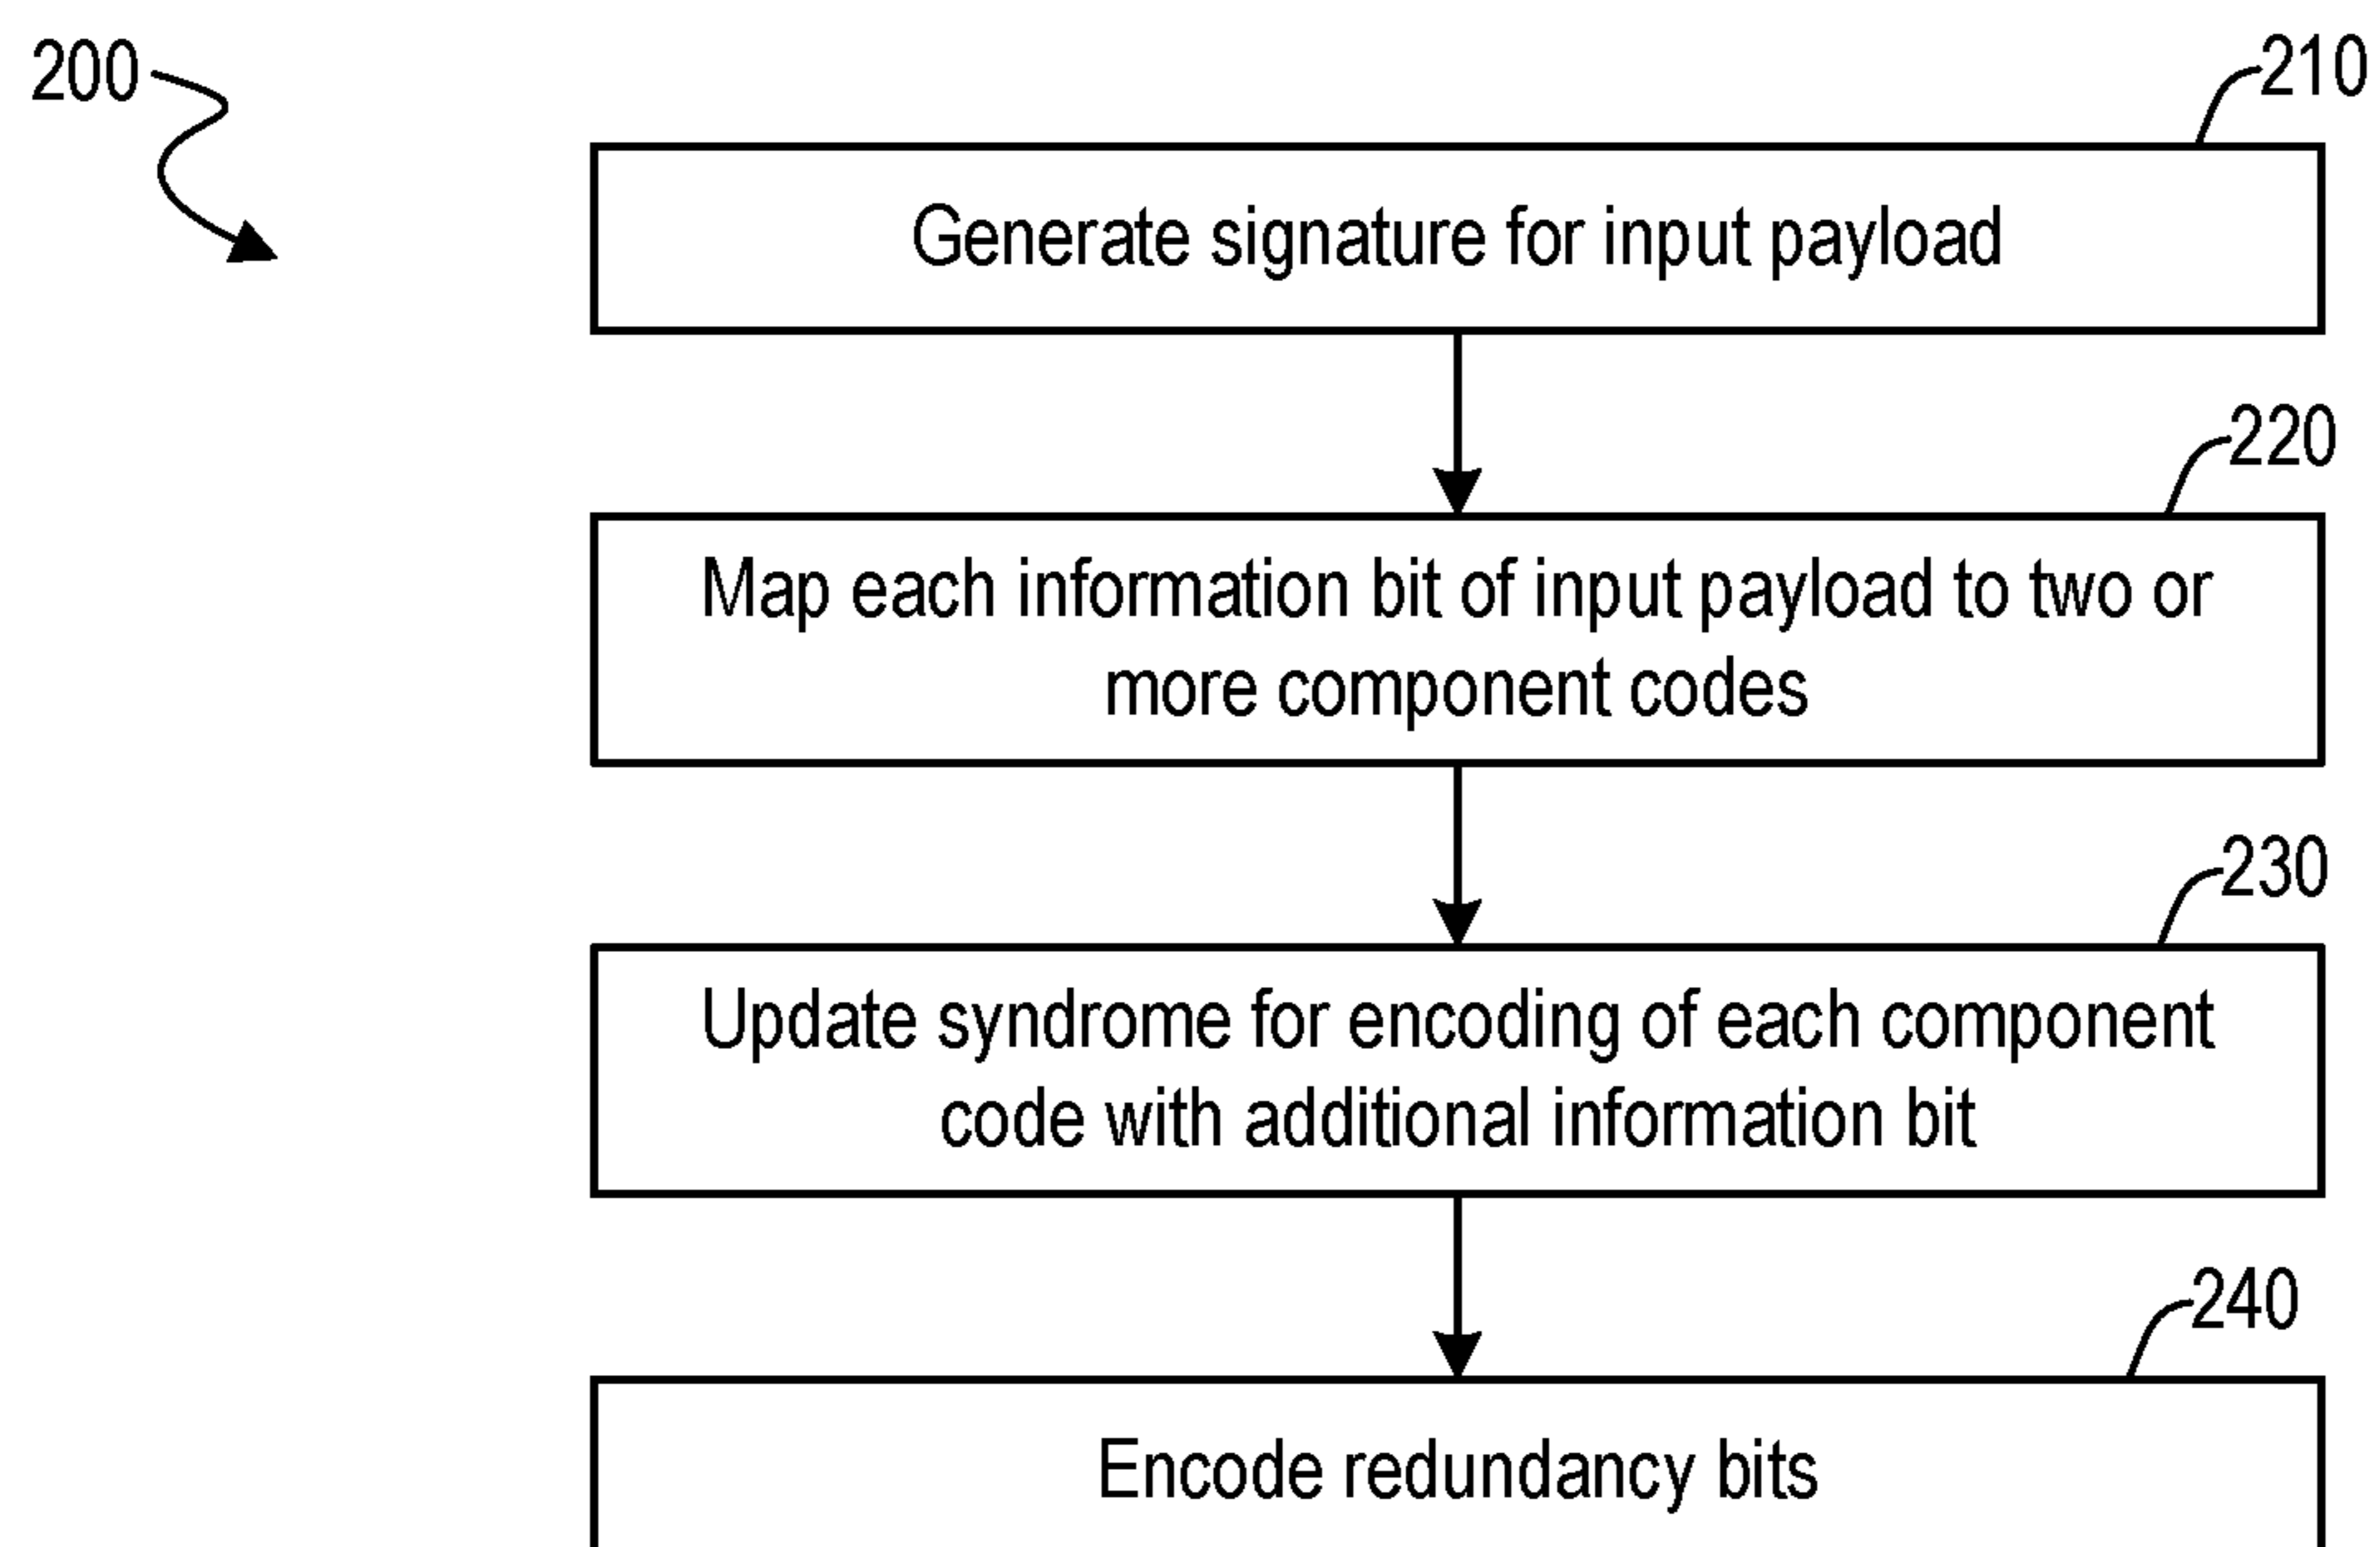 200
210
Generate signature for input payload
220
Map each information bit of input payload to two or
more component codes
230
Update syndrome for encoding of each component
code with additional information bit
240
Encode redundancy bits